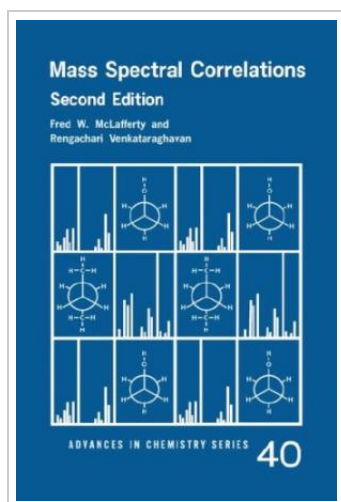 Mass Spectral Correlations
Second Edition
Fred W. McLafferty and
Rengachari Venkataraghavan
ADVANCES IN CHEMISTRY SERIES 40